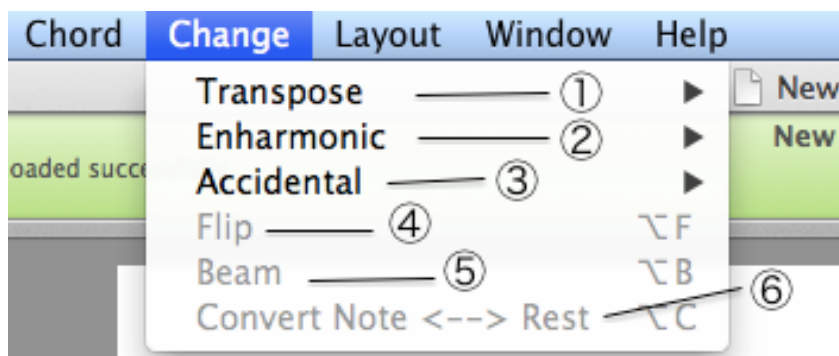 Chord Change Layout Window Help
Transpose ① ▶ New
Enharmonic ② ▶ New
oaded succe
Accidental ③ ▶
Flip ④ ⌥F
Beam ⑤ ⌥B
Convert Note <--> Rest ⑥ ⌥C